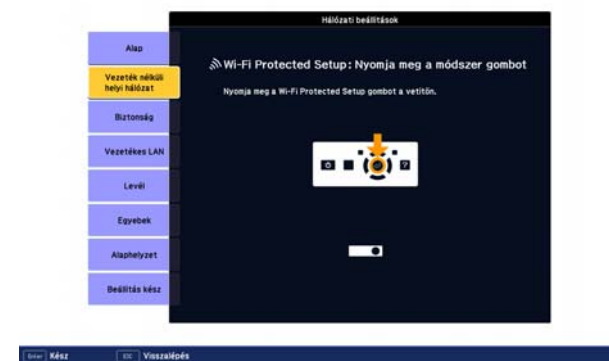 Hálózati beállítások
Alap
Vezeték nélküli
helyi hálózat
Biztonság
Vezetékes LAN
Levél
Egyebek
Alaphelyzet
Beállítás kész
Wi-Fi Protected Setup: Nyomja meg a módszer gombot
Nyomja meg a Wi-Fi Protected Setup gombot a vetítőn.
?
Enter Kész
ESC Visszalépés